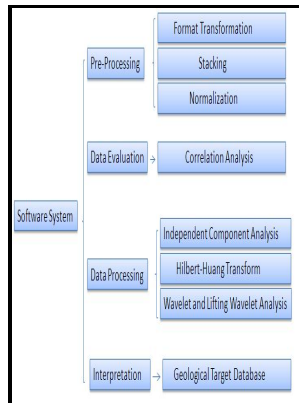 Format Transformation
Pre-Processing
Stacking
Normalization
Data Evaluation
Correlation Analysis
Software System
Independent Component Analysis
Data Processing
Hilbert-Huang Transform
Wavelet and Lifting Wavelet Analysis
Interpretation
Geological Target Database